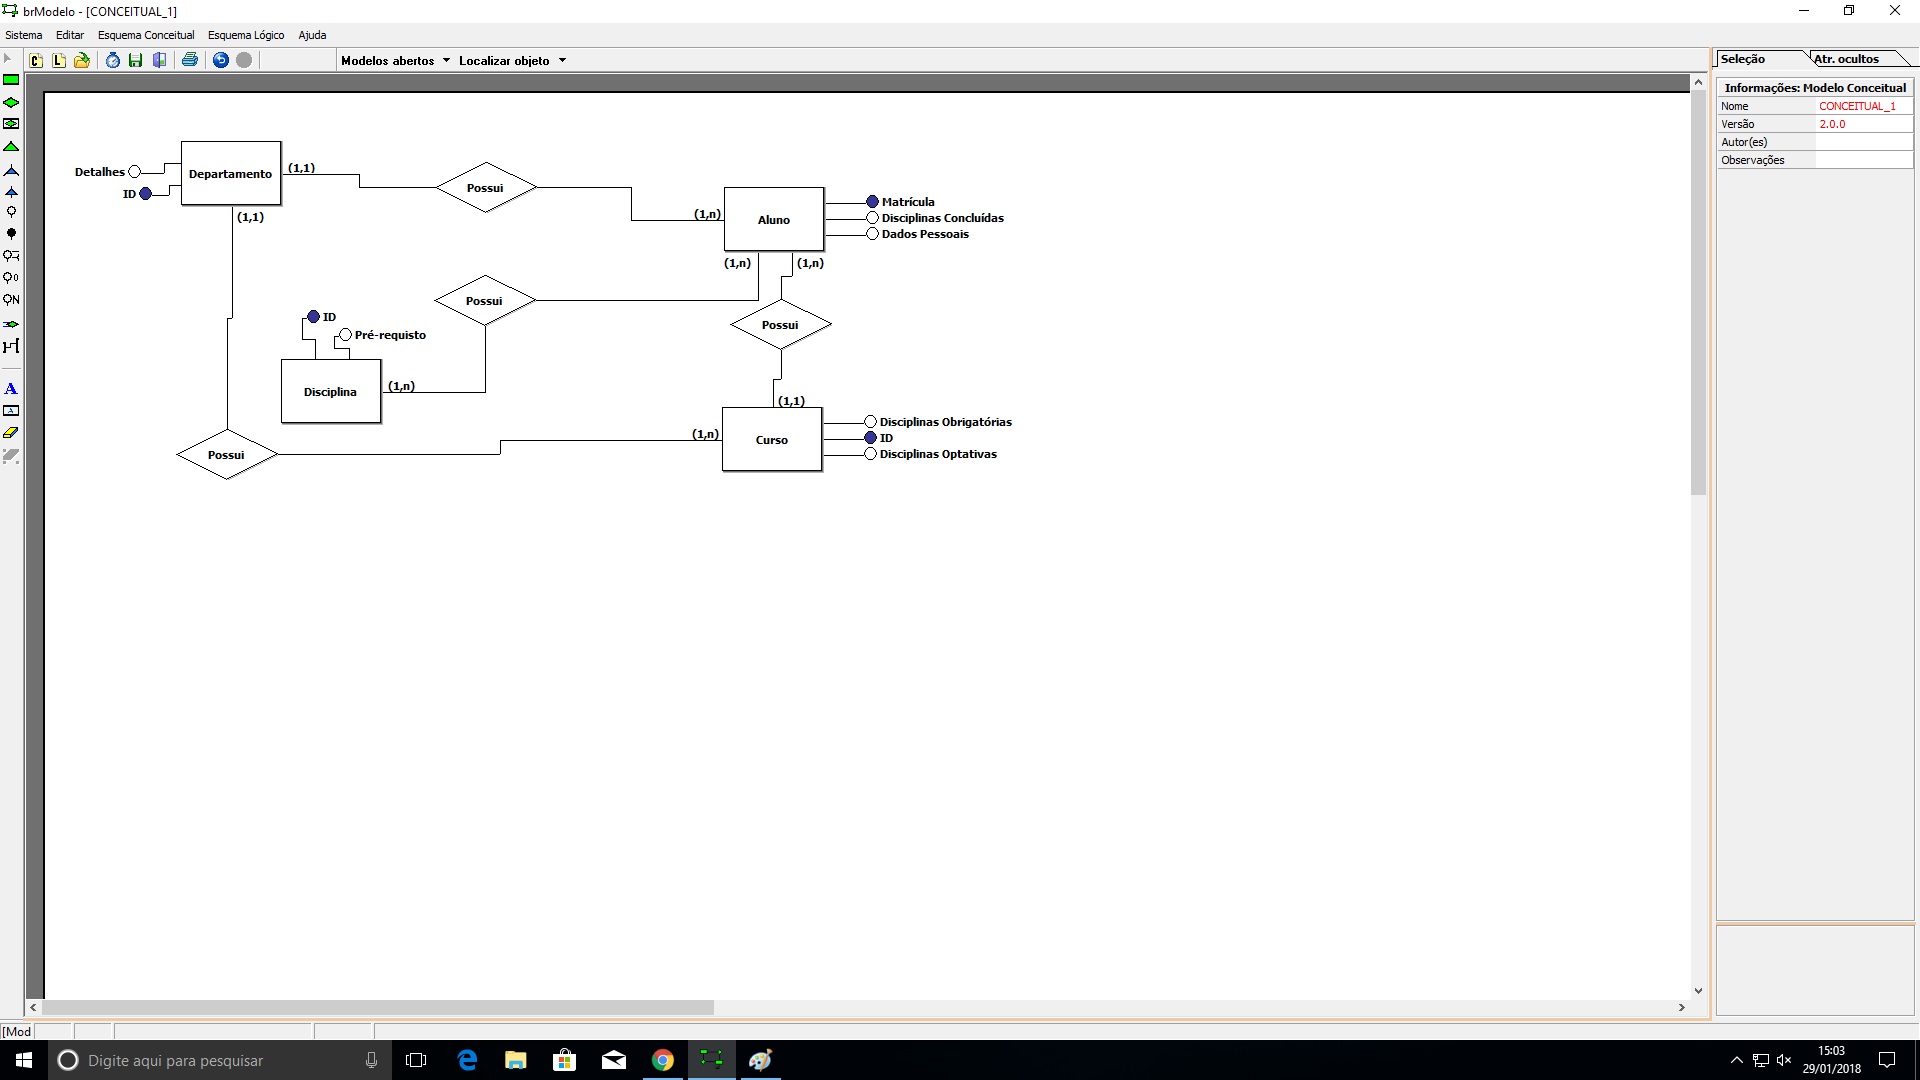 brModelo - [CONCEITUAL_1]
Sistema Editar Esquema Conceitual Esquema Lógico Ajuda
C L Modelos abertos Localizar objeto
Seleção Atr. ocultos
Informações: Modelo Conceitual
Nome CONCEITUAL_1
Versão 2.0.0
Autor(es)
Observações
Detalhes
ID
Departamento
(1,1)
(1,1)
Possui
(1,n)
Aluno
Matrícula
Disciplinas Concluídas
Dados Pessoais
(1,n)
(1,n)
Possui
Possui
ID
Pré-requisto
Disciplina
(1,n)
(1,1)
Possui
(1,n)
Curso
Disciplinas Obrigatórias
ID
Disciplinas Optativas
A
A
[Mod
Digite aqui para pesquisar
15:03
29/01/2018